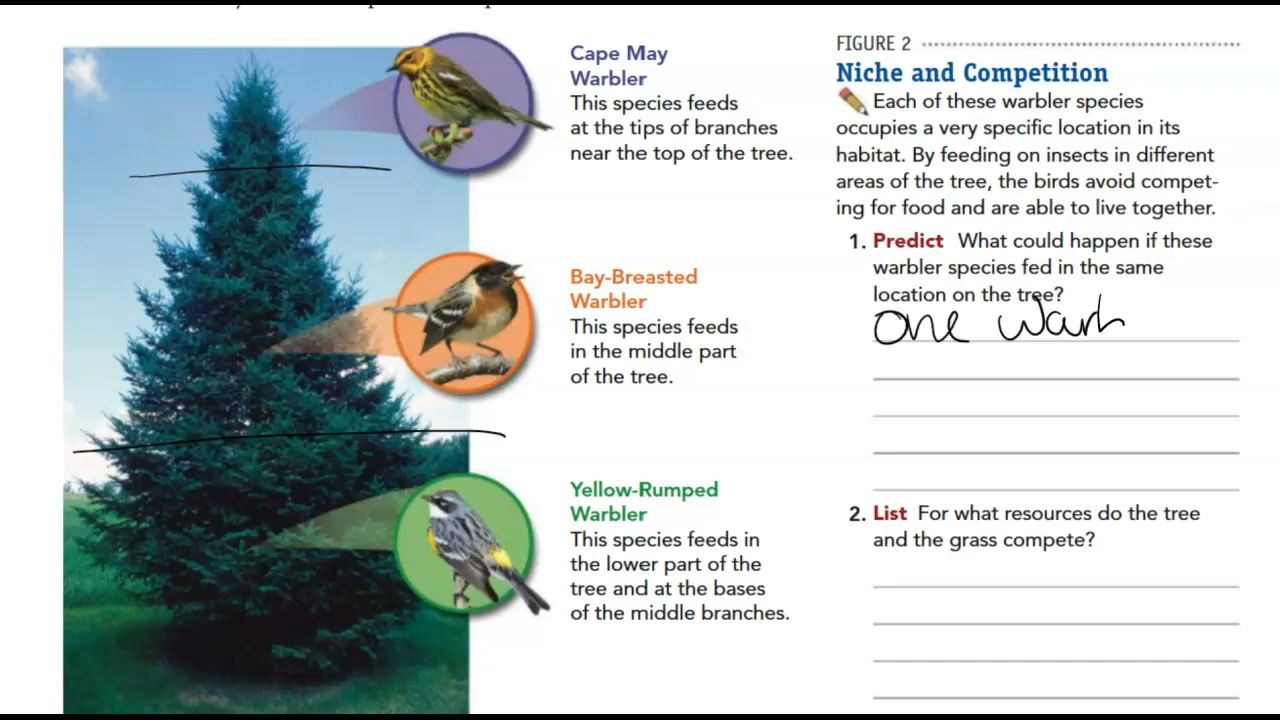 Cape May
Warbler
This species feeds
at the tips of branches
near the top of the tree.
Bay-Breasted
Warbler
This species feeds
in the middle part
of the tree.
Yellow-Rumped
Warbler
This species feeds in
the lower part of the
tree and at the bases
of the middle branches.
FIGURE 2
Niche and Competition
Each of these warbler species
occupies a very specific location in its
habitat. By feeding on insects in different
areas of the tree, the birds avoid compet-
ing for food and are able to live together.
1. Predict What could happen if these
warbler species fed in the same
location on the tree?
One Warb
2. List For what resources do the tree
and the grass compete?